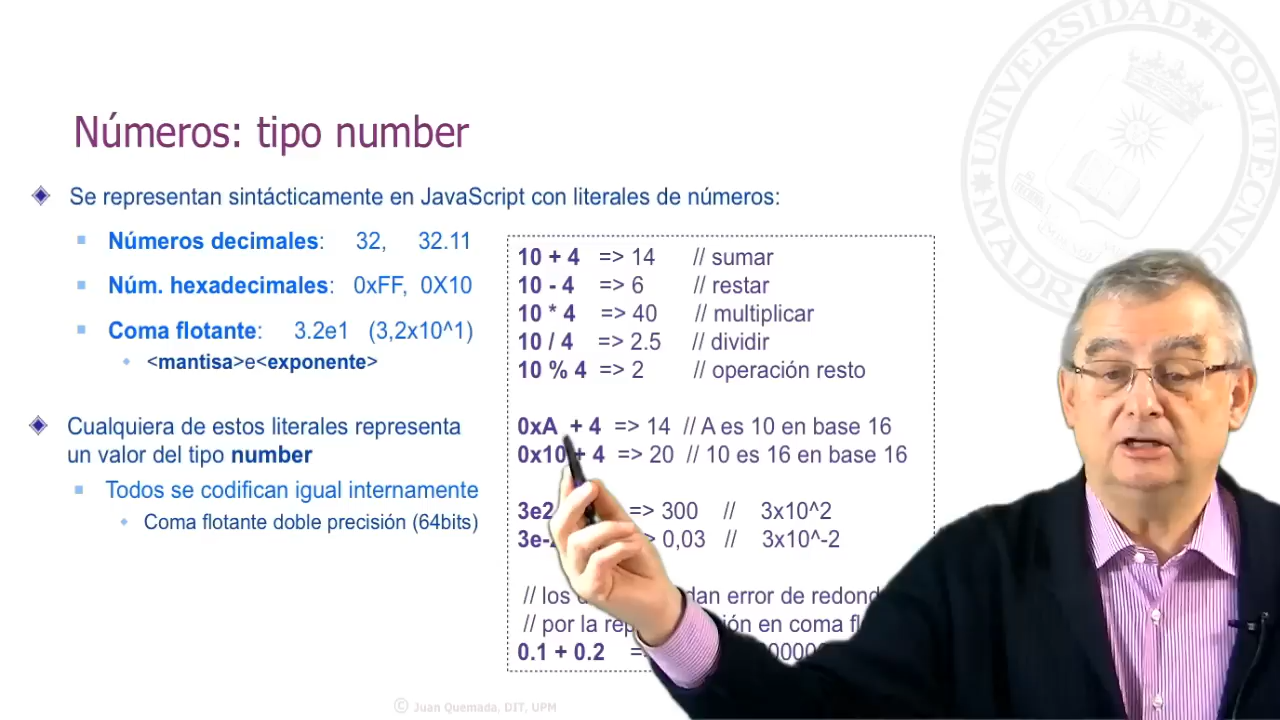 UNIVERSIDAD POLITÉCNICA
MADRID
Números: tipo number
Se representan sintácticamente en JavaScript con literales de números:
Números decimales: 32, 32.11
Núm. hexadecimales: 0xFF, 0X10
Coma flotante: 3.2e1 (3,2x10^1)
<mantisa>e<exponente>
Cualquiera de estos literales representa
un valor del tipo number
Todos se codifican igual internamente
Coma flotante doble precisión (64bits)
10 + 4 => 14 // sumar
10 - 4 => 6 // restar
10 * 4 => 40 // multiplicar
10 / 4 => 2.5 // dividir
10 % 4 => 2 // operación resto
0xA + 4 => 14 // A es 10 en base 16
0x10 + 4 => 20 // 10 es 16 en base 16
3e2 => 300 // 3x10^2
3e- => 0,03 // 3x10^-2
// los dan error de
// por la en coma
0.1 + 0.2
© Juan Quemada, DIT, UPM